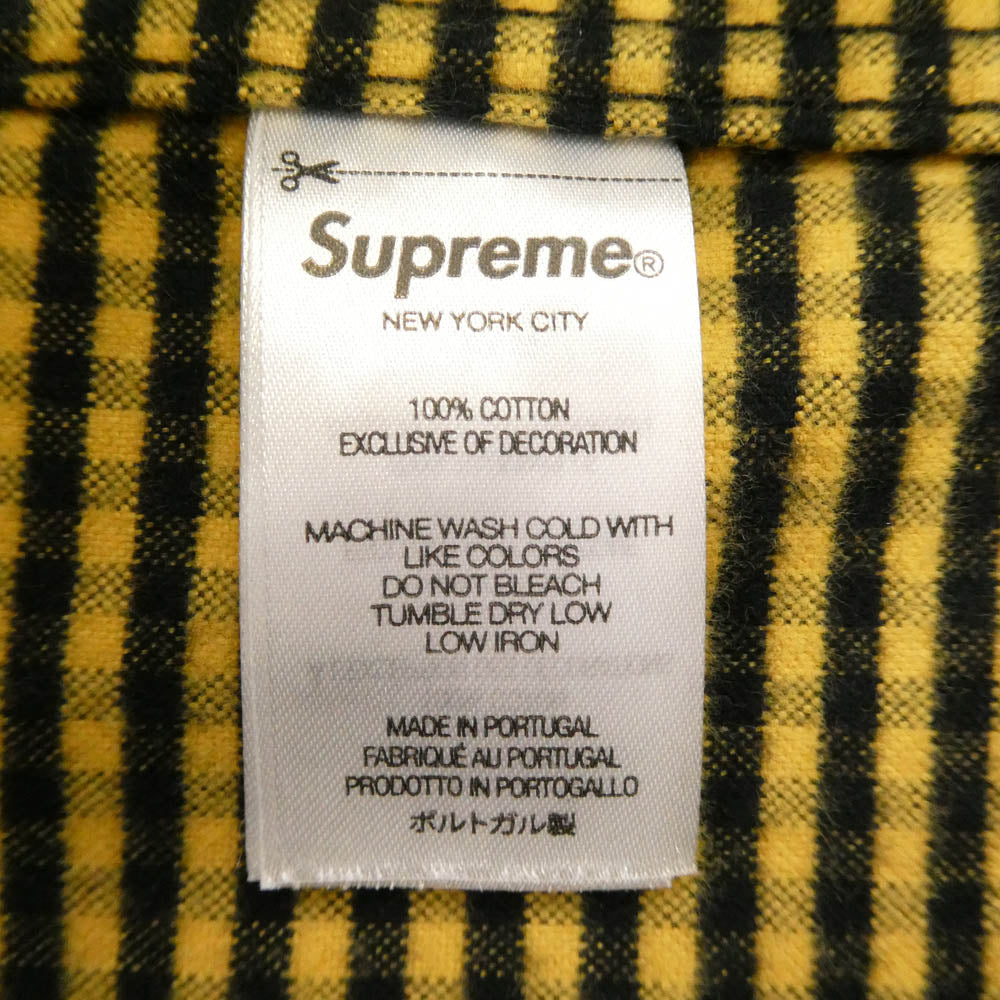 Supreme®
NEW YORK CITY
100% COTTON
EXCLUSIVE OF DECORATION
MACHINE WASH COLD WITH
LIKE COLORS
DO NOT BLEACH
TUMBLE DRY LOW
LOW IRON
MADE IN PORTUGAL
FABRIQUÉ AU PORTUGAL
PRODOTTO IN PORTOGALLO
ポルトガル製